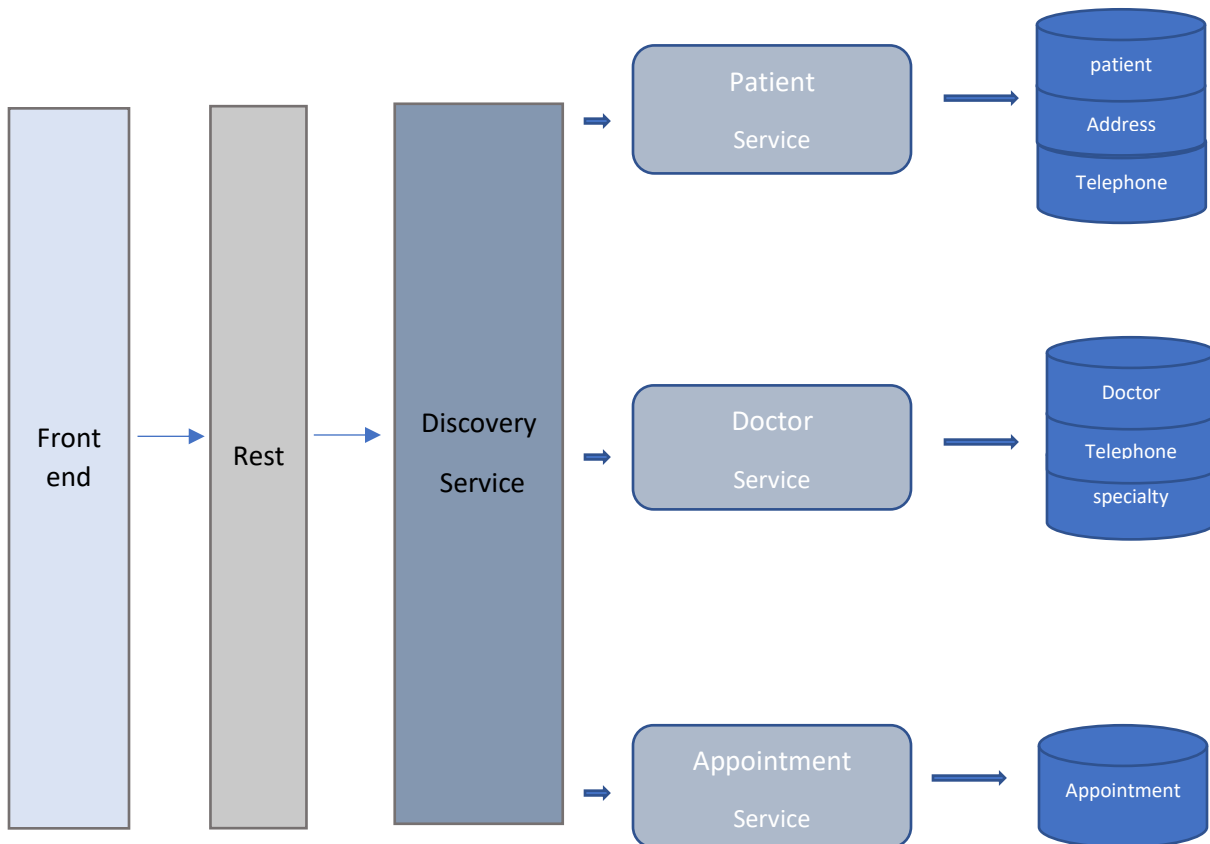 Front
end
Rest
Discovery
Service
Patient
Service
patient
Address
Telephone
Doctor
Service
Doctor
Telephone
specialty
Appointment
Service
Appointment